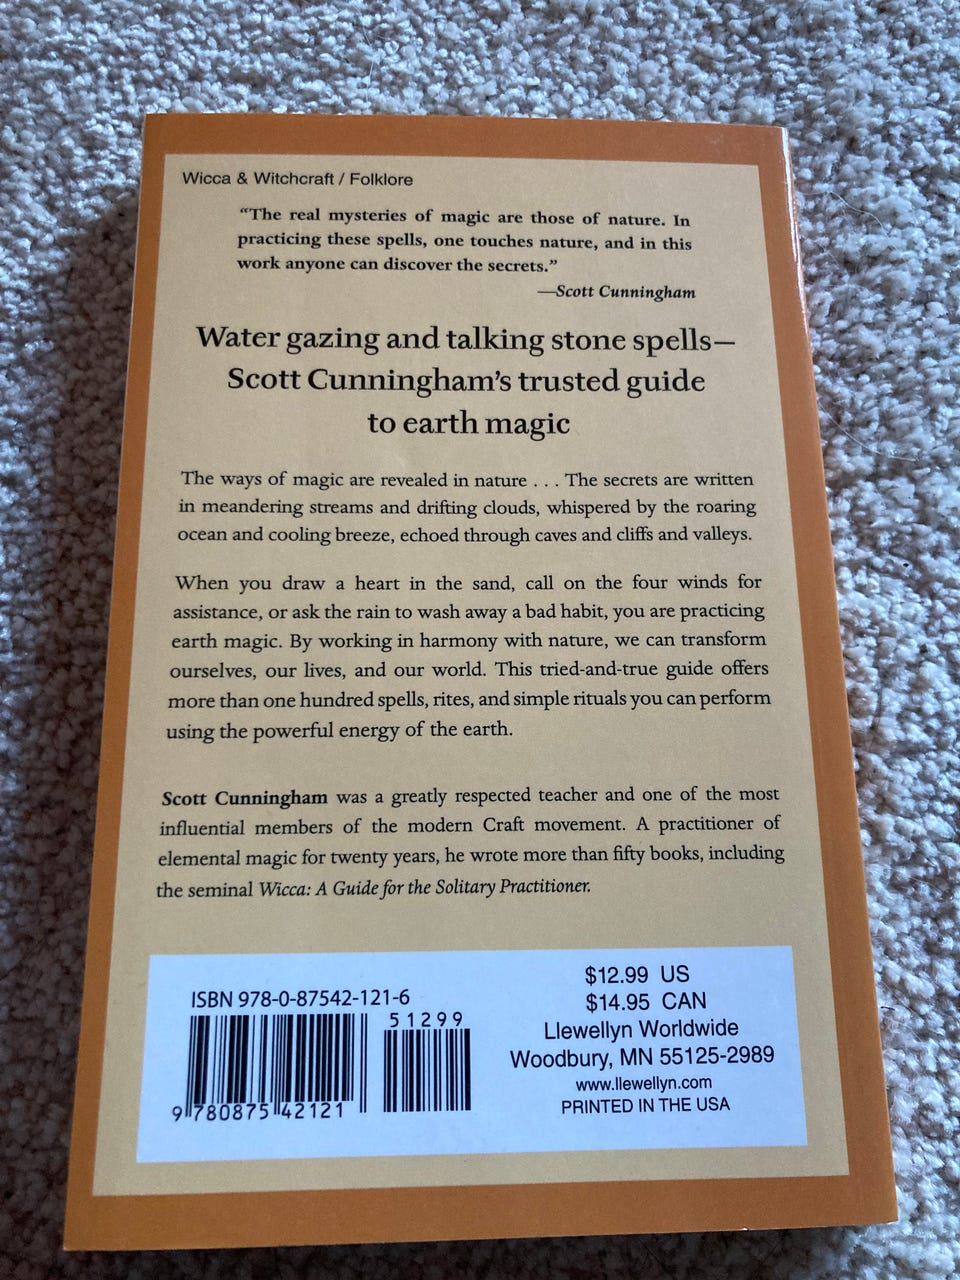 Wicca & Witchcraft / Folklore
“The real mysteries of magic are those of nature. In
practicing these spells, one touches nature, and in this
work anyone can discover the secrets.”
—Scott Cunningham
Water gazing and talking stone spells—
Scott Cunningham’s trusted guide
to earth magic
The ways of magic are revealed in nature . . . The secrets are written
in meandering streams and drifting clouds, whispered by the roaring
ocean and cooling breeze, echoed through caves and cliffs and valleys.
When you draw a heart in the sand, call on the four winds for
assistance, or ask the rain to wash away a bad habit, you are practicing
earth magic. By working in harmony with nature, we can transform
ourselves, our lives, and our world. This tried-and-true guide offers
more than one hundred spells, rites, and simple rituals you can perform
using the powerful energy of the earth.
Scott Cunningham was a greatly respected teacher and one of the most
influential members of the modern Craft movement. A practitioner of
elemental magic for twenty years, he wrote more than fifty books, including
the seminal Wicca: A Guide for the Solitary Practitioner.
ISBN 978-0-87542-121-6
51299
9 780875 42121
$12.99 US
$14.95 CAN
Llewellyn Worldwide
Woodbury, MN 55125-2989
www.llewellyn.com
PRINTED IN THE USA